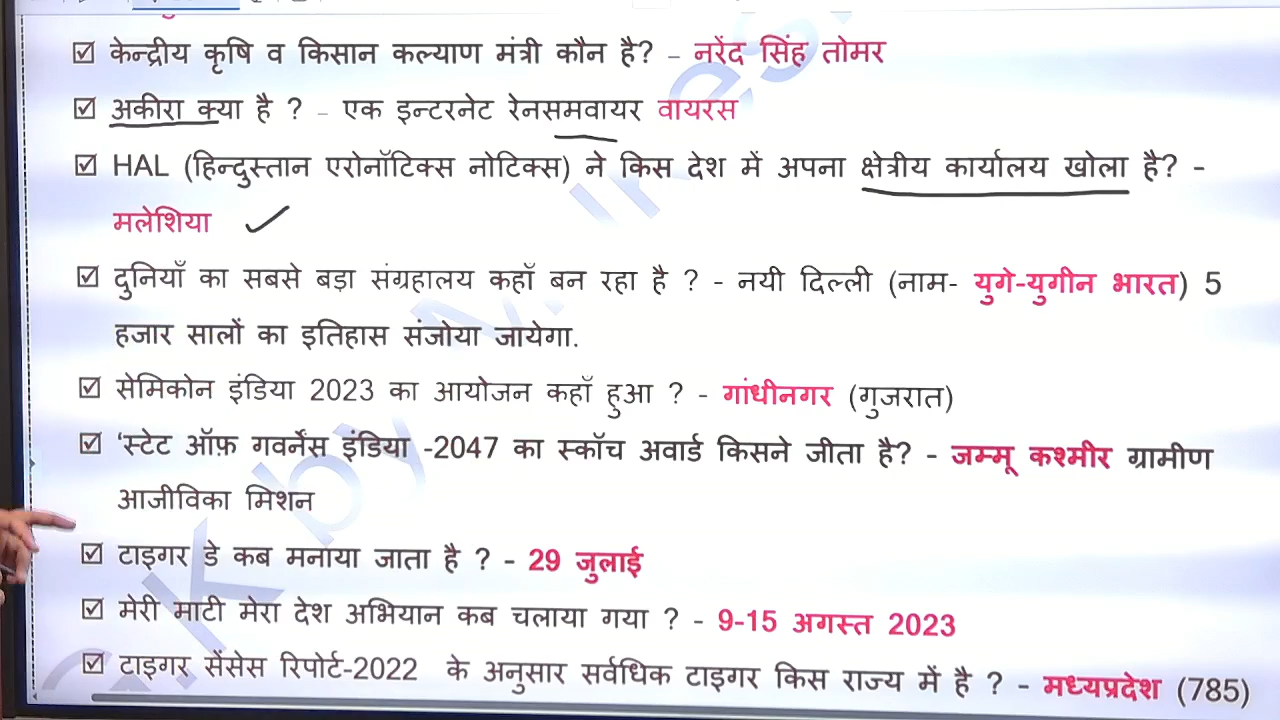 ☑ केन्द्रीय कृषि व किसान कल्याण मंत्री कौन है? – नरेंद सिंह तोमर
☑ अकीरा क्या है ? – एक इन्टरनेट रेनसमवायर वायरस
☑ HAL (हिन्दुस्तान एरोनॉटिक्स नोटिक्स) ने किस देश में अपना क्षेत्रीय कार्यालय खोला है? -
मलेशिया
☑ दुनियाँ का सबसे बड़ा संग्रहालय कहाँ बन रहा है ? - नयी दिल्ली (नाम- युगे-युगीन भारत) 5
हजार सालों का इतिहास संजोया जायेगा.
☑ सेमिकोन इंडिया 2023 का आयोजन कहाँ हुआ ? - गांधीनगर (गुजरात)
☑ ‘स्टेट ऑफ़ गवर्नेंस इंडिया -2047 का स्कॉच अवार्ड किसने जीता है? - जम्मू कश्मीर ग्रामीण
आजीविका मिशन
☑ टाइगर डे कब मनाया जाता है ? - 29 जुलाई
☑ मेरी माटी मेरा देश अभियान कब चलाया गया ? - 9-15 अगस्त 2023
☑ टाइगर सेंसेस रिपोर्ट-2022 के अनुसार सर्वधिक टाइगर किस राज्य में है ? - मध्यप्रदेश (785)